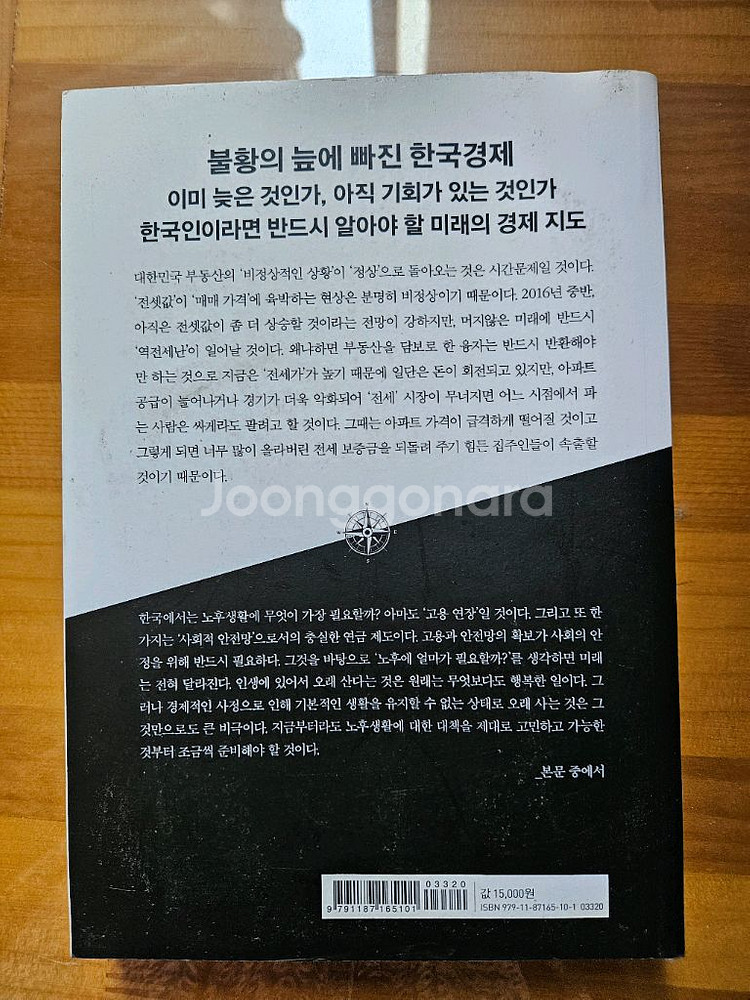 불황의 늪에 빠진 한국경제
이미 늦은 것인가, 아직 기회가 있는 것인가
한국인이라면 반드시 알아야 할 미래의 경제 지도
대한민국 부동산의 ‘비정상적인 상황’이 ‘정상’으로 돌아오는 것은 시간문제일 것이다.
‘전셋값’이 ‘매매 가격’에 육박하는 현상은 분명히 비정상이기 때문이다. 2016년 중반,
아직은 전셋값이 좀 더 상승할 것이라는 전망이 강하지만, 머지않은 미래에 반드시
‘역전세난’이 일어날 것이다. 왜냐하면 부동산을 담보로 한 융자는 반드시 반환해야
만 하는 것으로 지금은 ‘전세가’가 높기 때문에 일단은 돈이 회전되고 있지만, 아파트
공급이 늘어나거나 경기가 더욱 악화되어 ‘전세’ 시장이 무너지면 어느 시점에서 파
는 사람은 싸게라도 팔려고 할 것이다. 그때는 아파트 가격이 급격하게 떨어질 것이고
그렇게 되면 너무 많이 올라버린 전세 보증금을 되돌려 주기 힘든 집주인들이 속출할
것이기 때문이다.
Joonggonara
N
E
S
한국에서는 노후생활에 무엇이 가장 필요할까? 아마도 ‘고용 연장’일 것이다. 그리고 또 한
가지는 ‘사회적 안전망’으로서의 충실한 연금 제도이다. 고용과 안전망의 확보가 사회의 안
정을 위해 반드시 필요하다. 그것을 바탕으로 ‘노후에 얼마가 필요할까?’를 생각하면 미래
는 전혀 달라진다. 인생에 있어서 오래 산다는 것은 원래는 무엇보다도 행복한 일이다. 그
러나 경제적인 사정으로 인해 기본적인 생활을 유지할 수 없는 상태로 오래 사는 것은 그
것만으로도 큰 비극이다. 지금부터라도 노후생활에 대한 대책을 제대로 고민하고 가능한
것부터 조금씩 준비해야 할 것이다.
_본문 중에서
03320
9 791187 165101
값 15,000원
ISBN 979-11-87165-10-1 03320